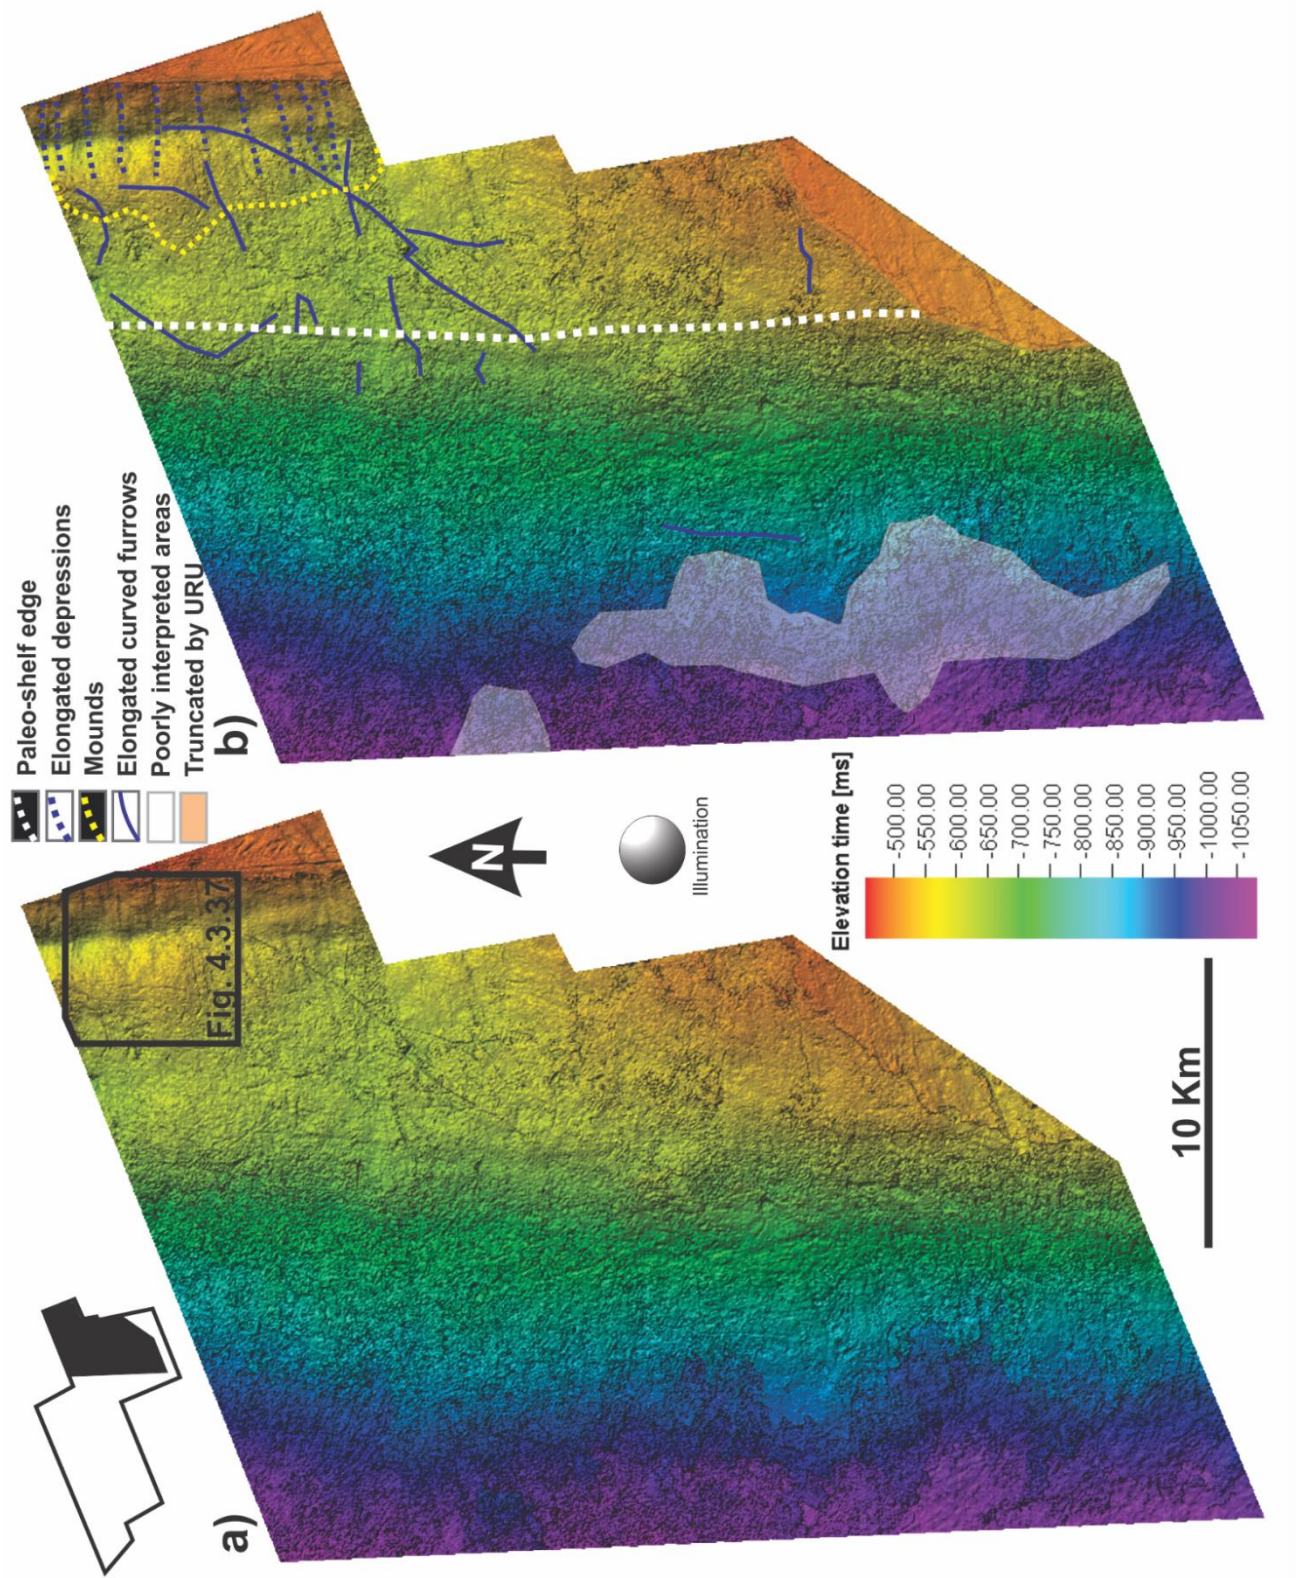 a)
Fig. 4.3.37
N
Illumination
10 Km
Elevation time [ms]
-500.00
-550.00
-600.00
-650.00
-700.00
-750.00
-800.00
-850.00
-900.00
-950.00
-1000.00
-1050.00
b)
Paleo-shelf edge
Elongated depressions
Mounds
Elongated curved furrows
Poorly interpreted areas
Truncated by URU